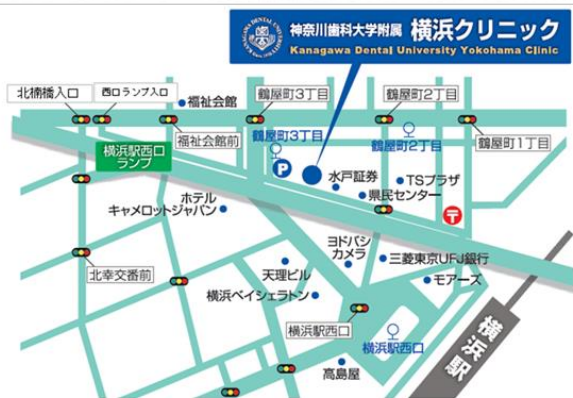 神奈川歯科大学附属 横浜クリニック
Kanagawa Dental University Yokohama Clinic
北楠橋入口
西口ランプ入口
福祉会館
鶴屋町3丁目
鶴屋町2丁目
福祉会館前
鶴屋町3丁目
鶴屋町2丁目
鶴屋町1丁目
横浜駅西口
ランプ
P
水戸証券
TSプラザ
県民センター
〒
ホテル
キャメロットジャパン
ヨドバシ
カメラ
三菱東京UFJ銀行
北幸交番前
天理ビル
モアーズ
横浜ベイシェラトン
横浜駅西口
横浜駅西口
横浜駅
高島屋